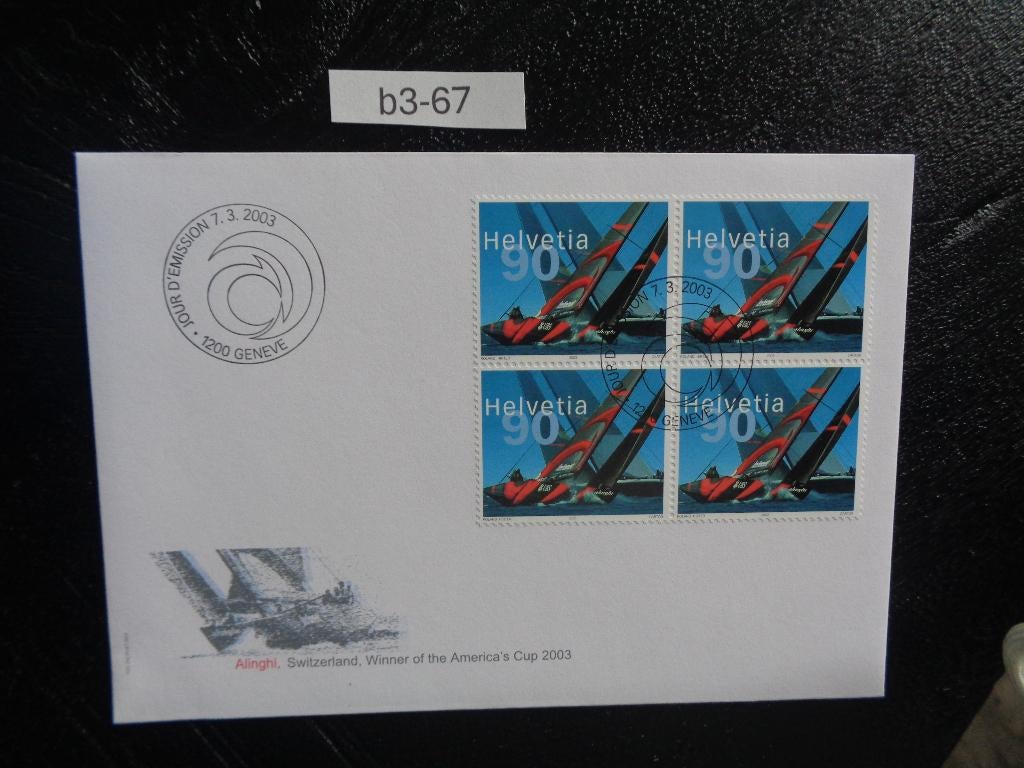 b3-67
JOUR D'EMISSION 7. 3. 2003
• 1200 GENEVE
Helvetia
90
Helvetia
90
7. 3. 2003
JOUR D
GENEVE
Helvetia
90
Helvetia
90
Alinghi, Switzerland, Winner of the America's Cup 2003